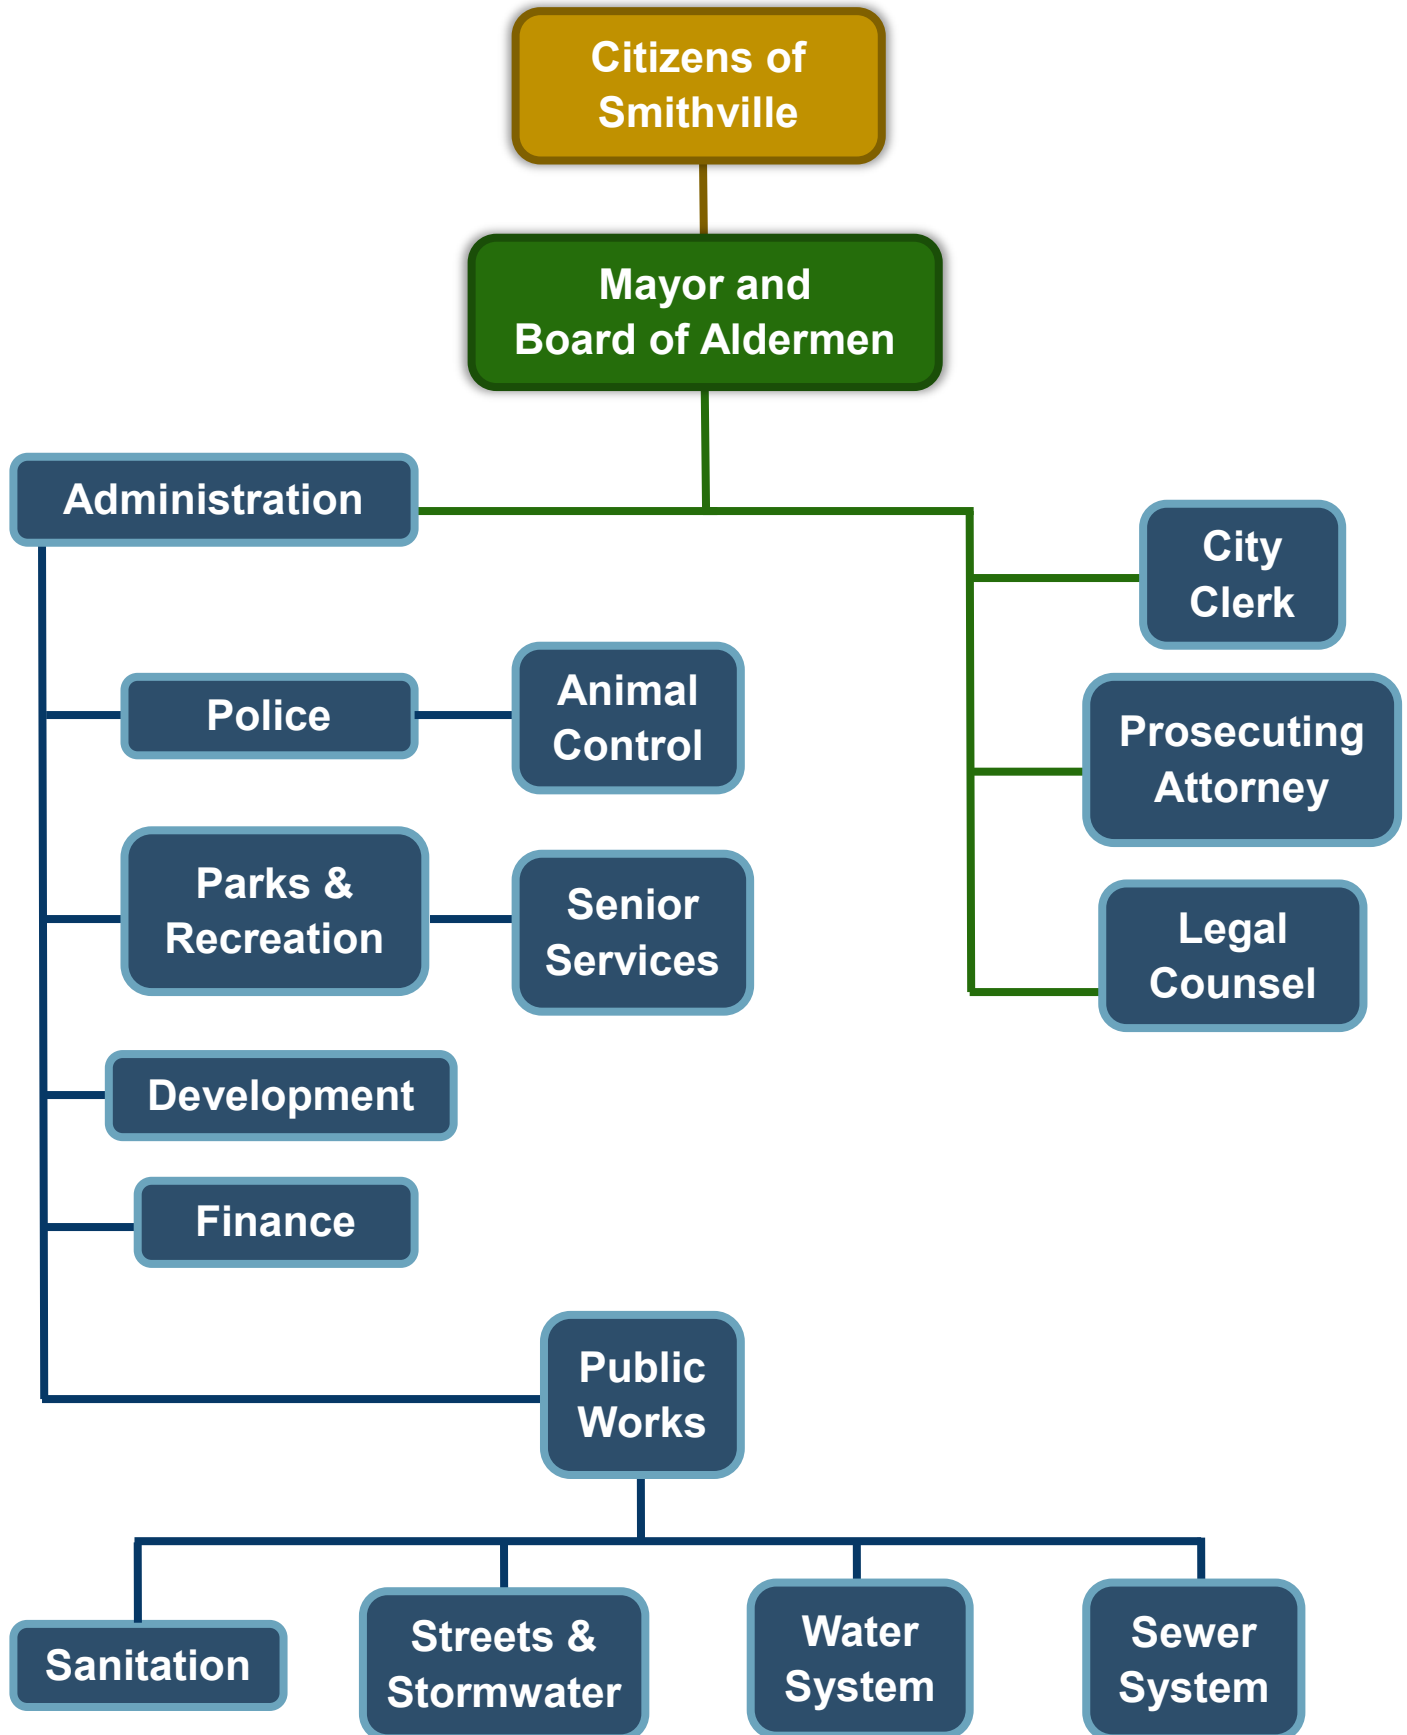 Citizens of
Smithville
Mayor and
Board of Aldermen
Administration
City
Clerk
Police
Animal
Control
Prosecuting
Attorney
Parks &
Recreation
Senior
Services
Legal
Counsel
Development
Finance
Public
Works
Sanitation
Streets &
Stormwater
Water
System
Sewer
System